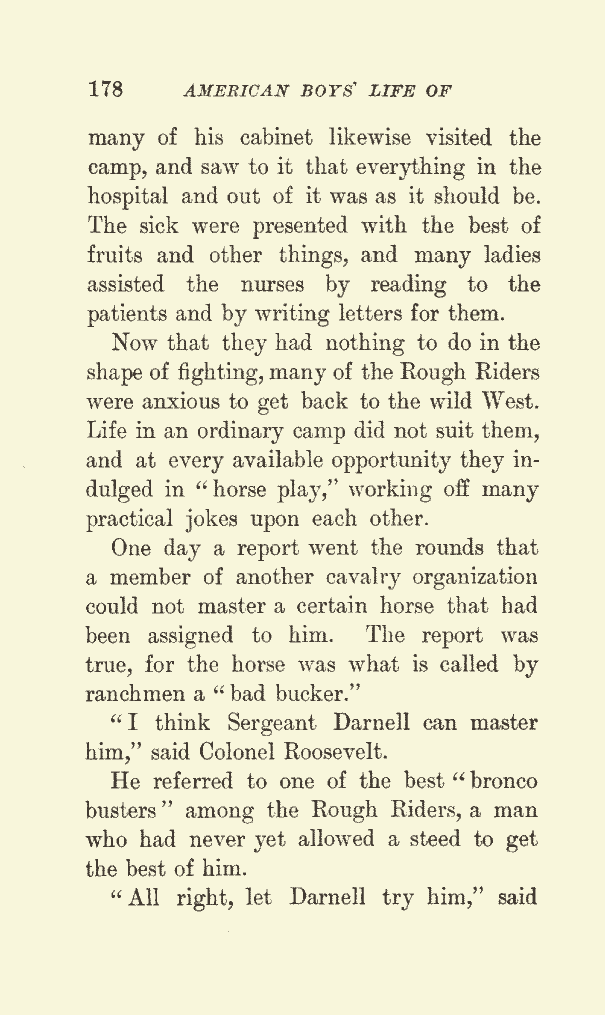 178 AMERICAN BOYS' LIFE OF
many of his cabinet likewise visited the
camp, and saw to it that everything in the
hospital and out of it was as it should be.
The sick were presented with the best of
fruits and other things, and many ladies
assisted the nurses by reading to the
patients and by writing letters for them.
Now that they had nothing to do in the
shape of fighting, many of the Rough Riders
were anxious to get back to the wild West.
Life in an ordinary camp did not suit them,
and at every available opportunity they in-
dulged in "horse play," working off many
practical jokes upon each other.
One day a report went the rounds that
a member of another cavalry organization
could not master a certain horse that had
been assigned to him. The report was
true, for the horse was what is called by
ranchmen a "bad bucker."
"I think Sergeant Darnell can master
him," said Colonel Roosevelt.
He referred to one of the best "bronco
busters" among the Rough Riders, a man
who had never yet allowed a steed to get
the best of him.
"All right, let Darnell try him," said